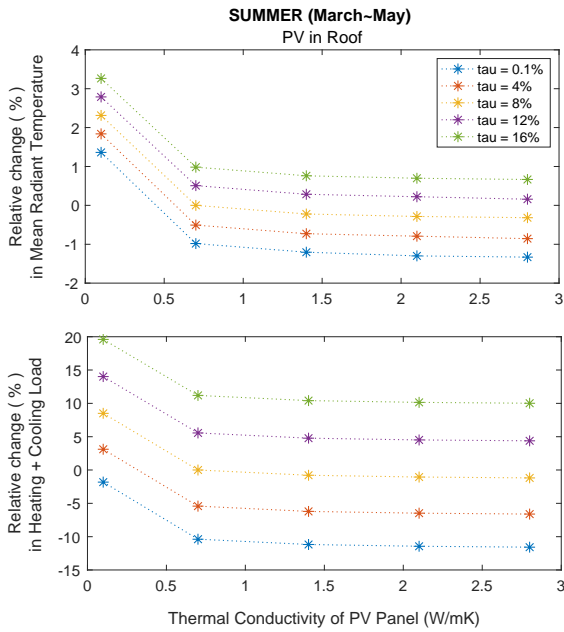 SUMMER (March~May)
PV in Roof
Relative change ( % )
in Mean Radiant Temperature
4
3
2
1
0
-1
-2
0
0.5
1
1.5
2
2.5
3
tau = 0.1%
tau = 4%
tau = 8%
tau = 12%
tau = 16%
Relative change ( % )
in Heating + Cooling Load
20
15
10
5
0
-5
-10
-15
0
0.5
1
1.5
2
2.5
3
Thermal Conductivity of PV Panel (W/mK)